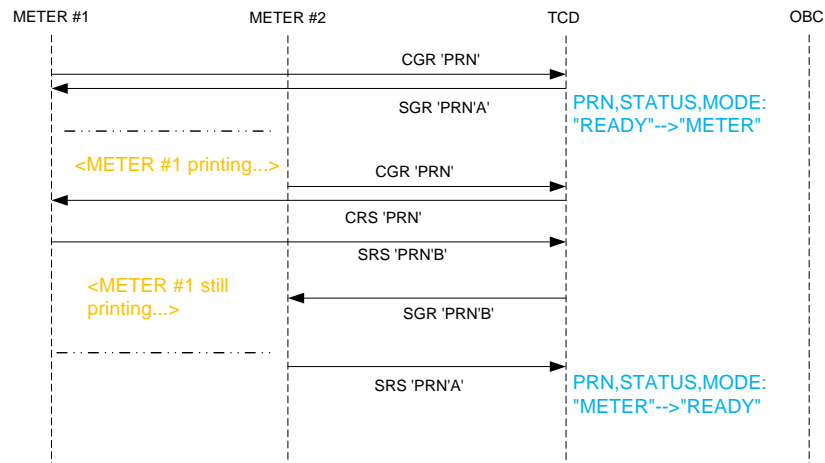 METER #1 METER #2 TCD OBC
CGR 'PRN'
SGR 'PRN'A'
PRN,STATUS,MODE:
"READY"-->"METER"
<METER #1 printing...>
CGR 'PRN'
CRS 'PRN'
SRS 'PRN'B'
<METER #1 still
printing...>
SGR 'PRN'B'
SRS 'PRN'A'
PRN,STATUS,MODE:
"METER"-->"READY"